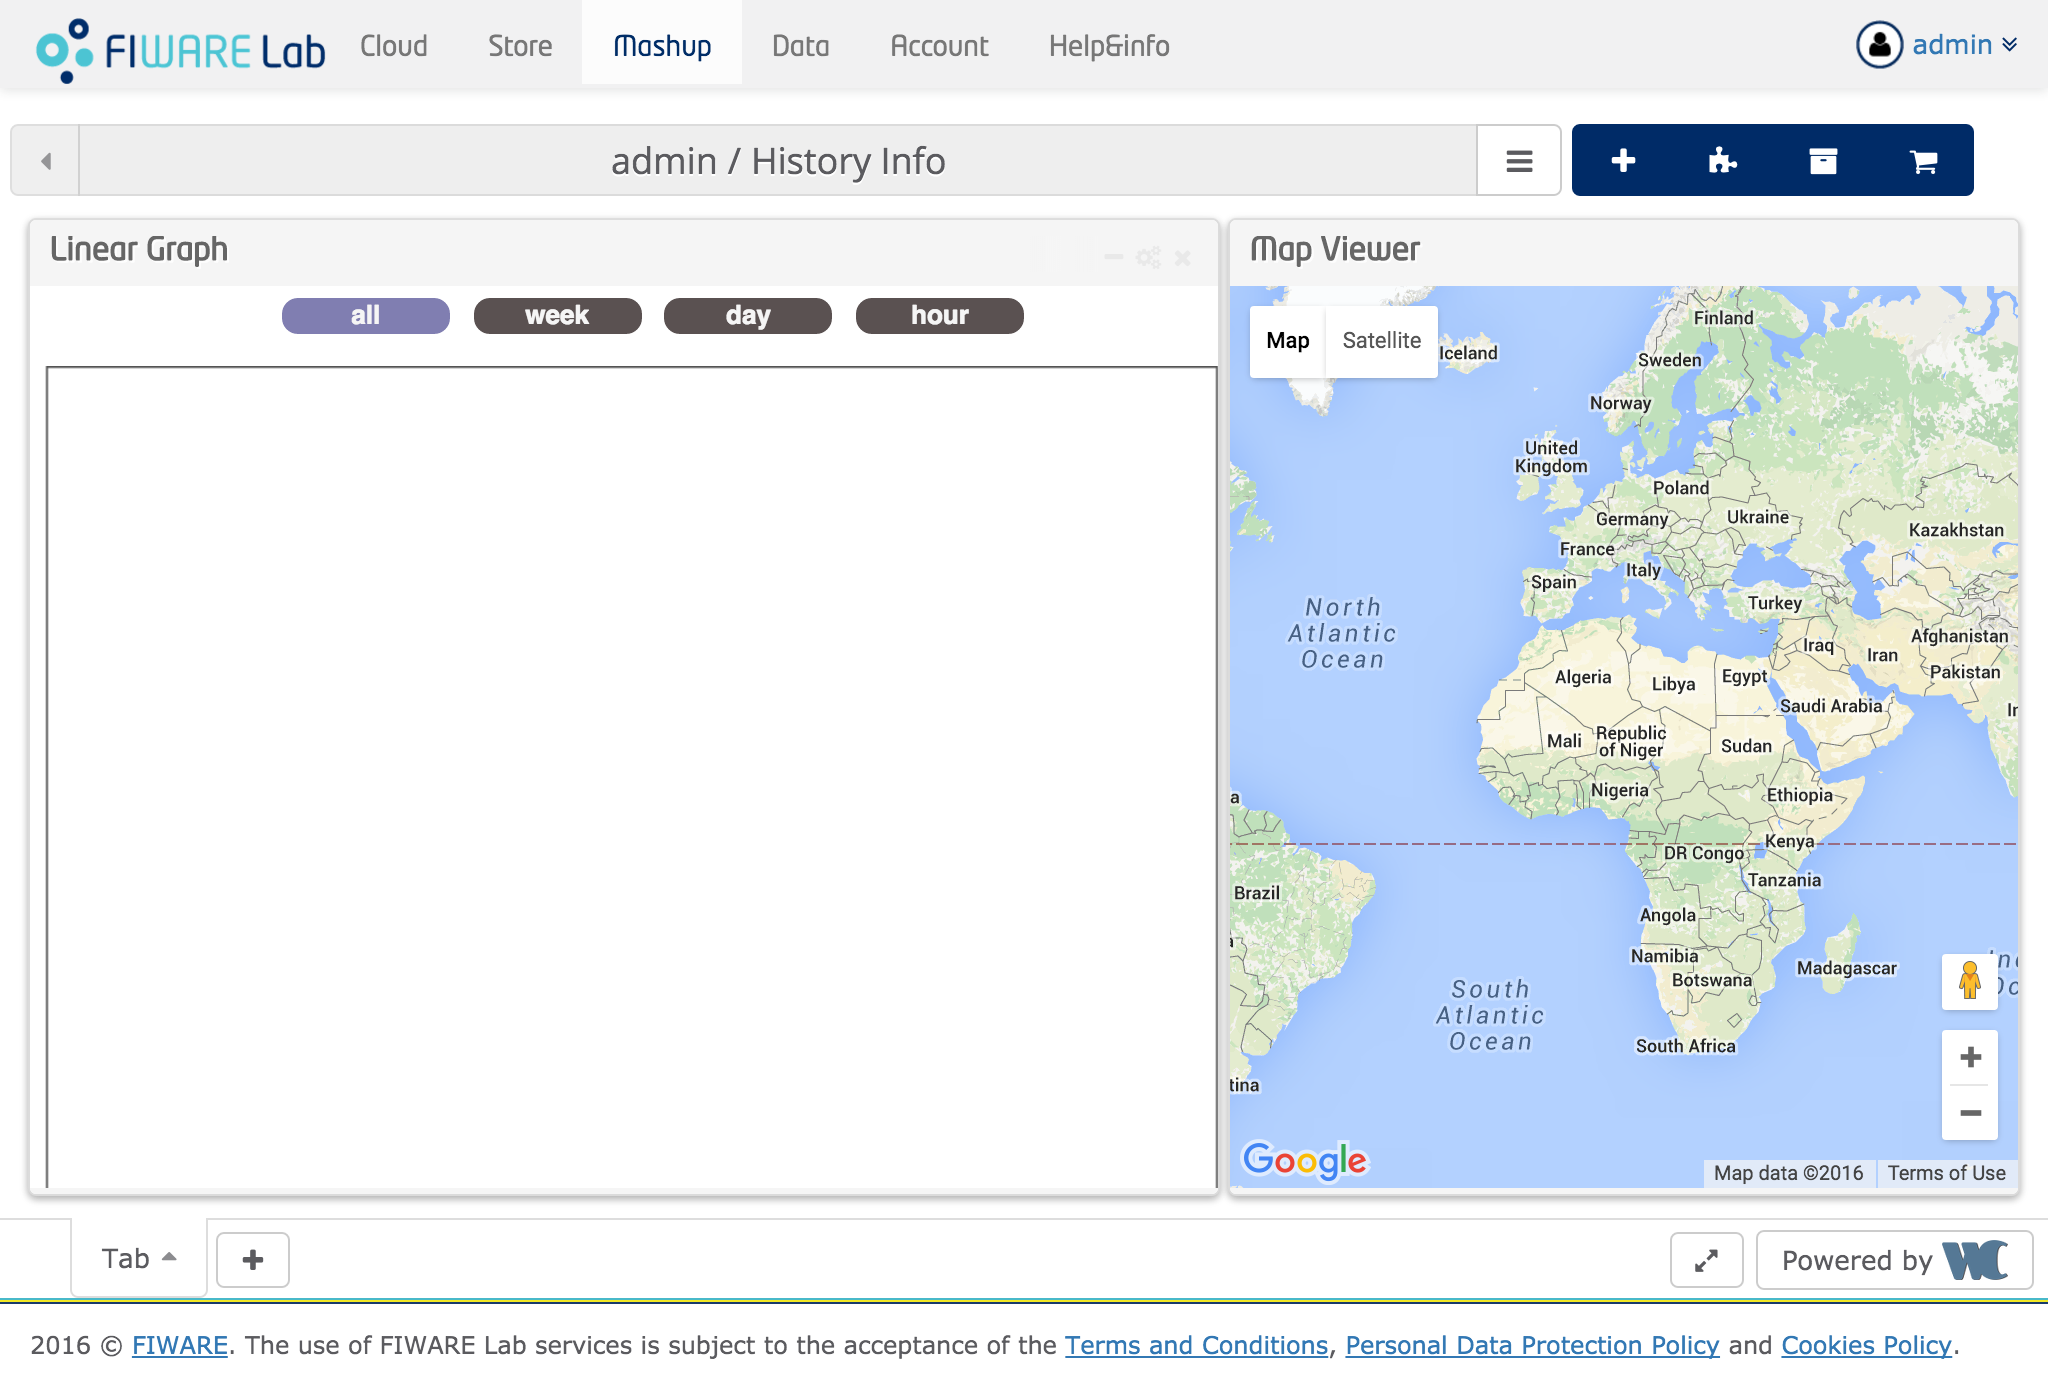 FIWARE Lab Cloud Store Mashup Data Account Help&info admin
admin / History Info
Linear Graph
all week day hour
Map Viewer
Map Satellite
Iceland
Finland
Sweden
Norway
United
Kingdom
Poland
Germany
Ukraine
Kazakhstan
France
Italy
Spain
Turkey
North
Atlantic
Ocean
Afghanistan
Iraq
Iran
Pakistan
Algeria
Libya
Egypt
Saudi Arabia
Mali
Republic
of Niger
Sudan
Nigeria
Ethiopia
Kenya
DR Congo
Tanzania
Brazil
Angola
Namibia
Botswana
Madagascar
South
Atlantic
Ocean
South Africa
tina
Google
Map data ©2016 Terms of Use
Tab
Powered by WC
2016 © FIWARE. The use of FIWARE Lab services is subject to the acceptance of the Terms and Conditions, Personal Data Protection Policy and Cookies Policy.